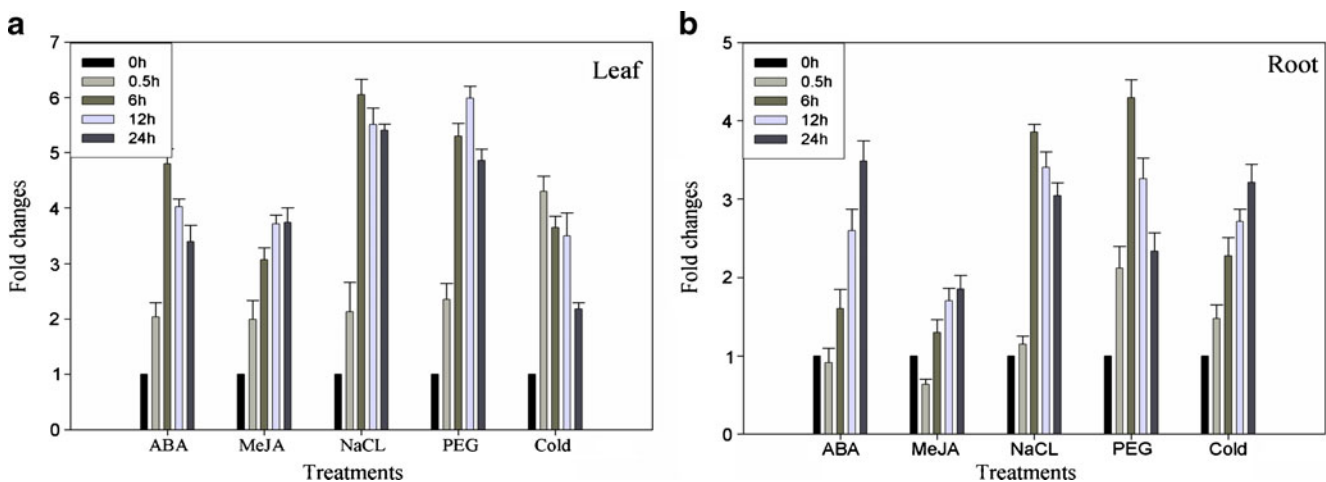 a
7
6
5
4
3
2
1
0
Fold changes
0h
0.5h
6h
12h
24h
Leaf
ABA MeJA NaCL PEG Cold
Treatments
b
5
4
3
2
1
0
Fold changes
0h
0.5h
6h
12h
24h
Root
ABA MeJA NaCL PEG Cold
Treatments